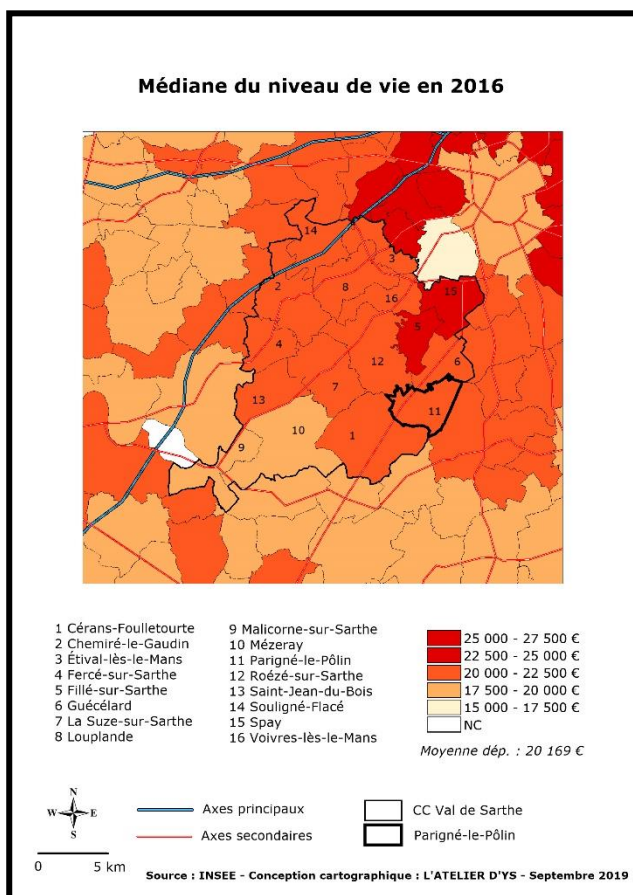 Médiane du niveau de vie en 2016
14
3
2
8
15
16
5
4
12
6
7
13
11
10
1
9
1 Cérans-Foulletourte
2 Chemiré-le-Gaudin
3 Étival-lès-le Mans
4 Fercé-sur-Sarthe
5 Fillé-sur-Sarthe
6 Guécélard
7 La Suze-sur-Sarthe
8 Louplande
9 Malicorne-sur-Sarthe
10 Mézeray
11 Parigné-le-Pôlin
12 Roézé-sur-Sarthe
13 Saint-Jean-du-Bois
14 Souligné-Flacé
15 Spay
16 Voivres-lès-le-Mans
25 000 - 27 500 €
22 500 - 25 000 €
20 000 - 22 500 €
17 500 - 20 000 €
15 000 - 17 500 €
NC
Moyenne dép. : 20 169 €
N
W E
S
0 5 km
Axes principaux
Axes secondaires
CC Val de Sarthe
Parigné-le-Pôlin
Source : INSEE - Conception cartographique : L'ATELIER D'YS - Septembre 2019